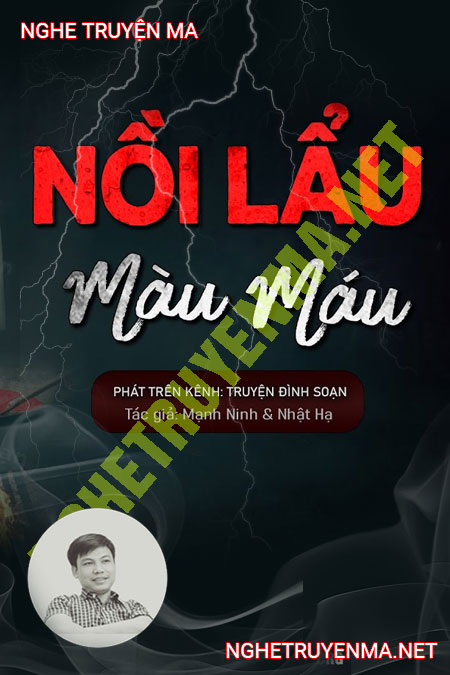 NGHE TRUYỆN MA
NỒI LẨU
Màu Máu
PHÁT TRÊN KÊNH: TRUYỆN ĐÌNH SOẠN
Tác giả: Mạnh Ninh & Nhật Hạ
NGHETRUYENMA.NET
NGHETRUYENMA.NET